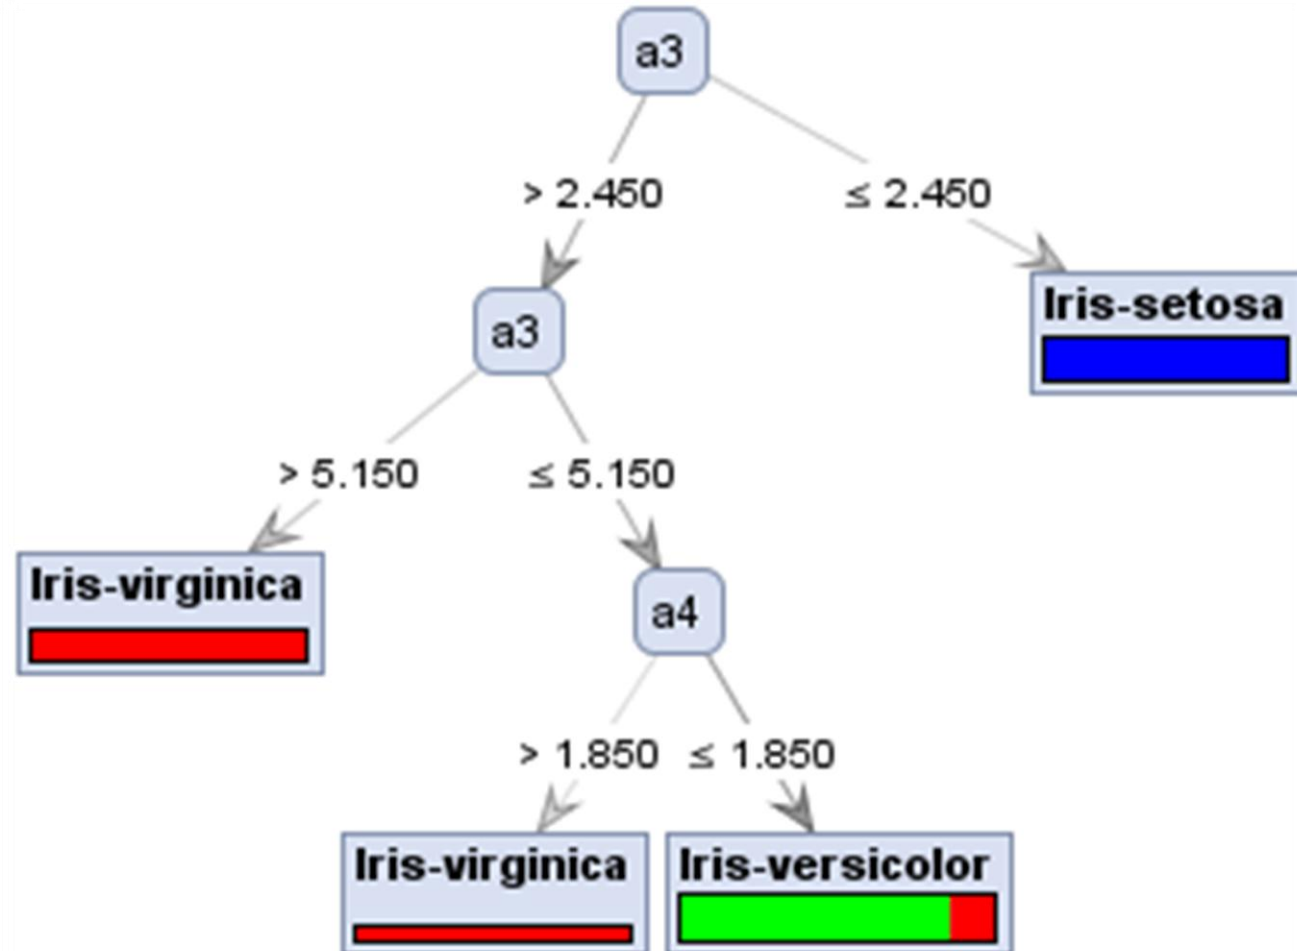 a3
> 2.450
≤ 2.450
a3
Iris-setosa
> 5.150
≤ 5.150
Iris-virginica
a4
> 1.850
≤ 1.850
Iris-virginica
Iris-versicolor